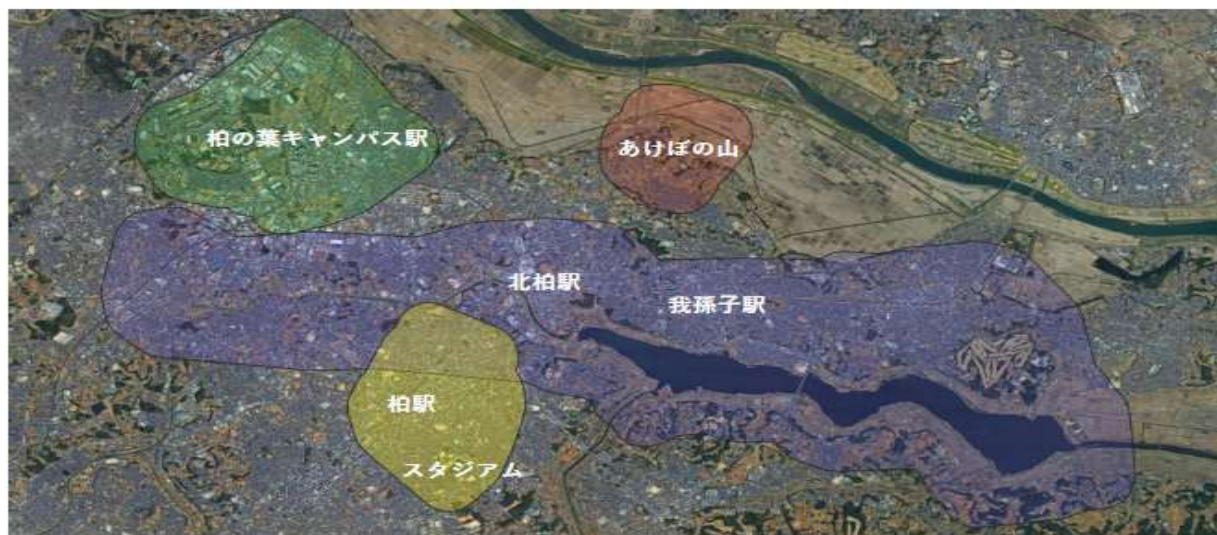 柏の葉キャンパス駅
あけぼの山
北柏駅
我孫子駅
柏駅
スタジアム